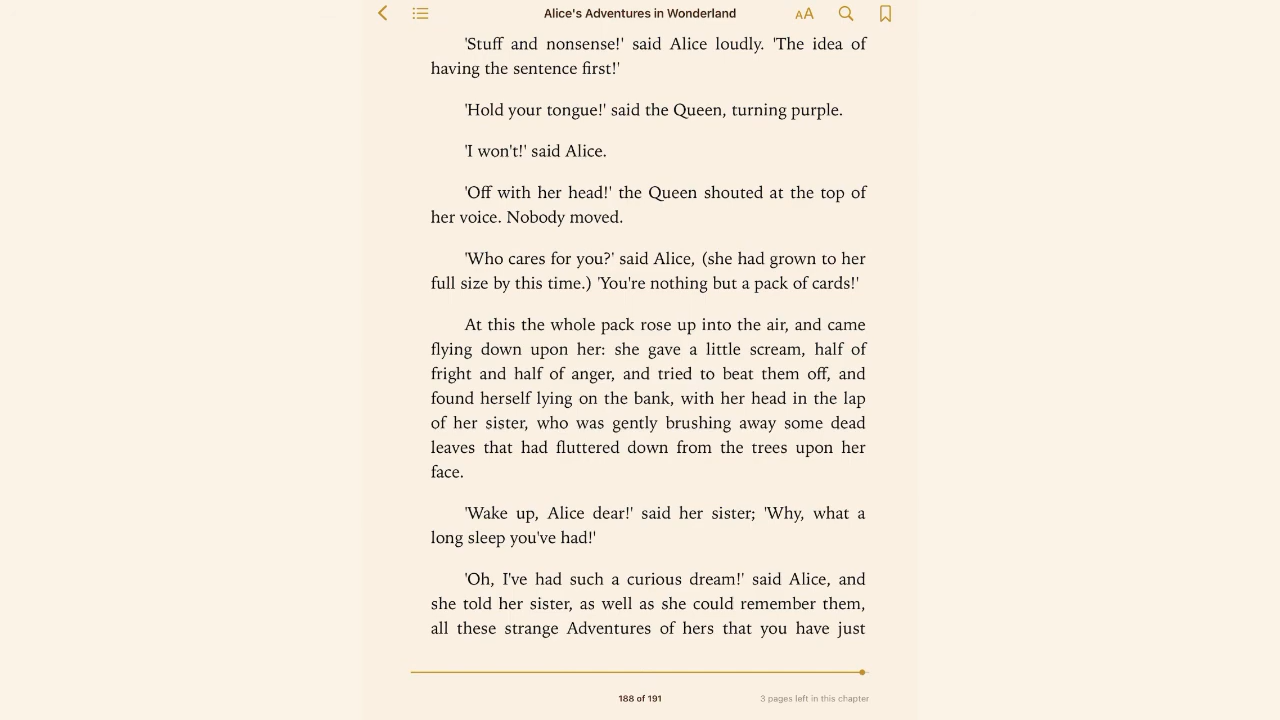 Alice's Adventures in Wonderland
AA
'Stuff and nonsense!' said Alice loudly. 'The idea of
having the sentence first!'
'Hold your tongue!' said the Queen, turning purple.
'I won't!' said Alice.
'Off with her head!' the Queen shouted at the top of
her voice. Nobody moved.
'Who cares for you?' said Alice, (she had grown to her
full size by this time.) 'You're nothing but a pack of cards!'
At this the whole pack rose up into the air, and came
flying down upon her: she gave a little scream, half of
fright and half of anger, and tried to beat them off, and
found herself lying on the bank, with her head in the lap
of her sister, who was gently brushing away some dead
leaves that had fluttered down from the trees upon her
face.
'Wake up, Alice dear!' said her sister; 'Why, what a
long sleep you've had!'
'Oh, I've had such a curious dream!' said Alice, and
she told her sister, as well as she could remember them,
all these strange Adventures of hers that you have just
188 of 191
3 pages left in this chapter